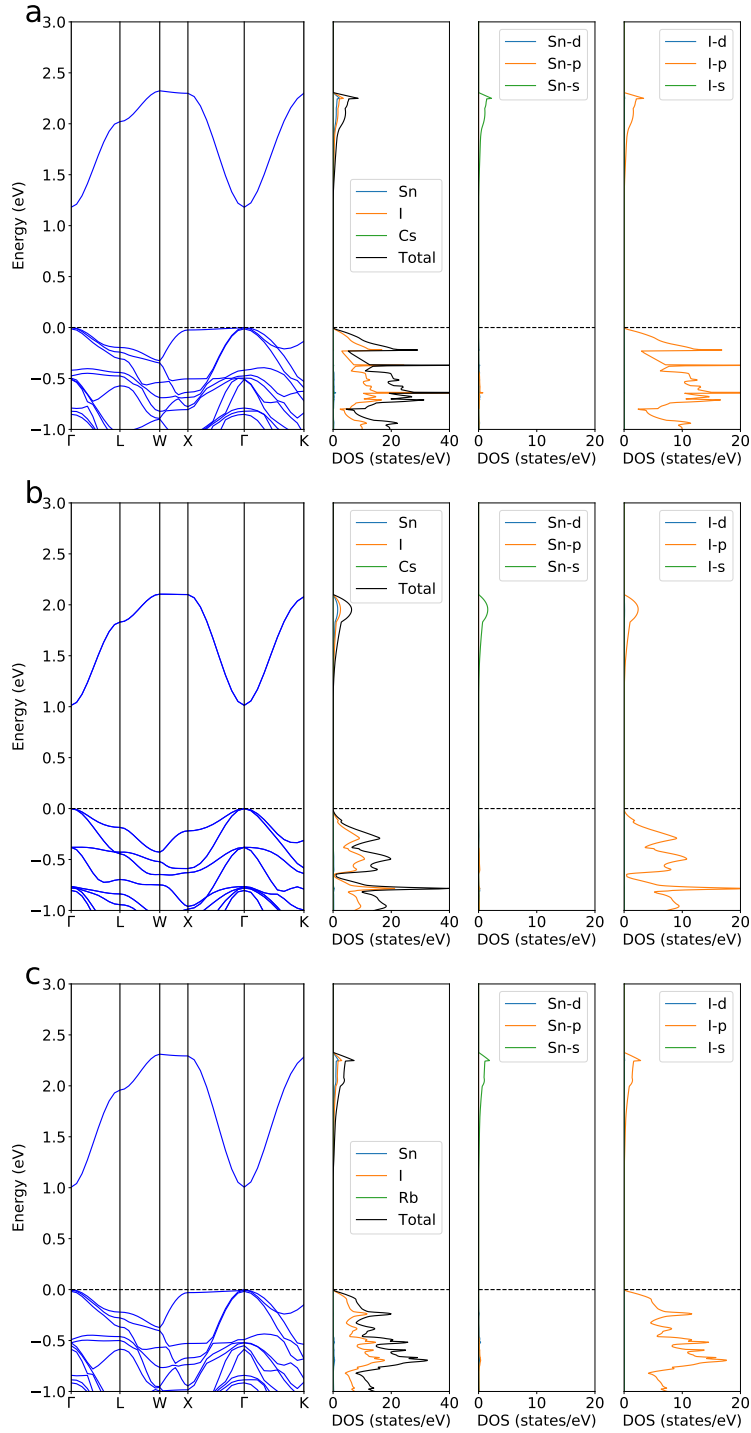 a
Energy (eV)
3.0
2.5
2.0
1.5
1.0
0.5
0.0
−0.5
−1.0
Γ L W X Γ K
Sn
I
Cs
Total
0 20 40
DOS (states/eV)
Sn-d
Sn-p
Sn-s
0 10 20
DOS (states/eV)
I-d
I-p
I-s
0 10 20
DOS (states/eV)
b
Energy (eV)
3.0
2.5
2.0
1.5
1.0
0.5
0.0
−0.5
−1.0
Γ L W X Γ K
Sn
I
Cs
Total
0 20 40
DOS (states/eV)
Sn-d
Sn-p
Sn-s
0 10 20
DOS (states/eV)
I-d
I-p
I-s
0 10 20
DOS (states/eV)
c
Energy (eV)
3.0
2.5
2.0
1.5
1.0
0.5
0.0
−0.5
−1.0
Γ L W X Γ K
Sn
I
Rb
Total
0 20 40
DOS (states/eV)
Sn-d
Sn-p
Sn-s
0 10 20
DOS (states/eV)
I-d
I-p
I-s
0 10 20
DOS (states/eV)